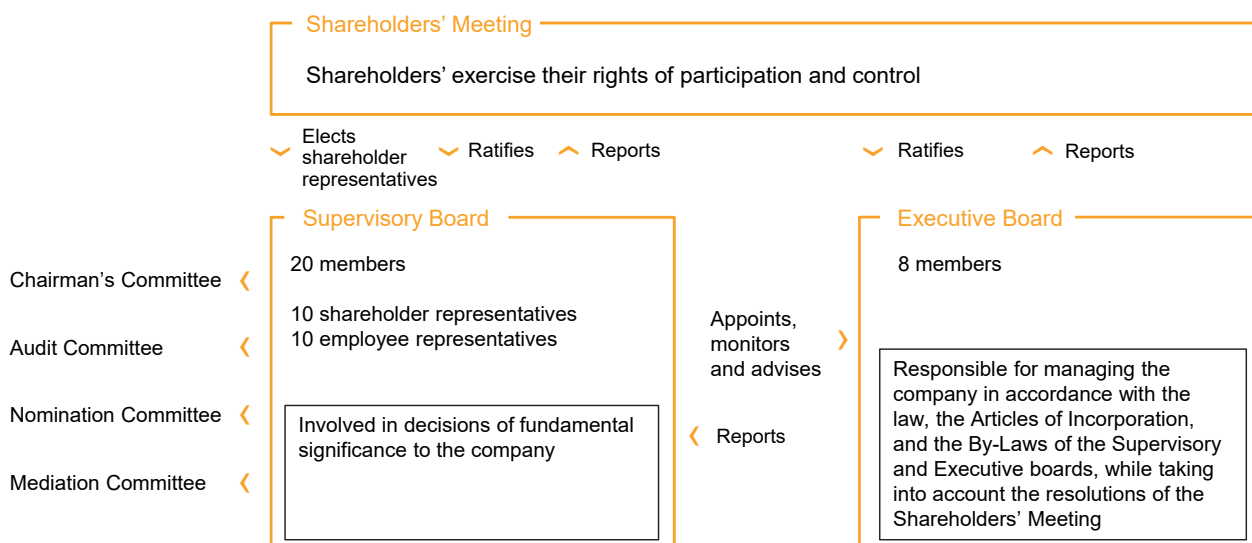 Shareholders’ Meeting
Shareholders’ exercise their rights of participation and control
Elects
shareholder
representatives
Ratifies
Reports
Ratifies
Reports
Supervisory Board
20 members
10 shareholder representatives
10 employee representatives
Involved in decisions of fundamental
significance to the company
Chairman’s Committee
Audit Committee
Nomination Committee
Mediation Committee
Appoints,
monitors
and advises
Reports
Executive Board
8 members
Responsible for managing the
company in accordance with the
law, the Articles of Incorporation,
and the By-Laws of the Supervisory
and Executive boards, while taking
into account the resolutions of the
Shareholders’ Meeting